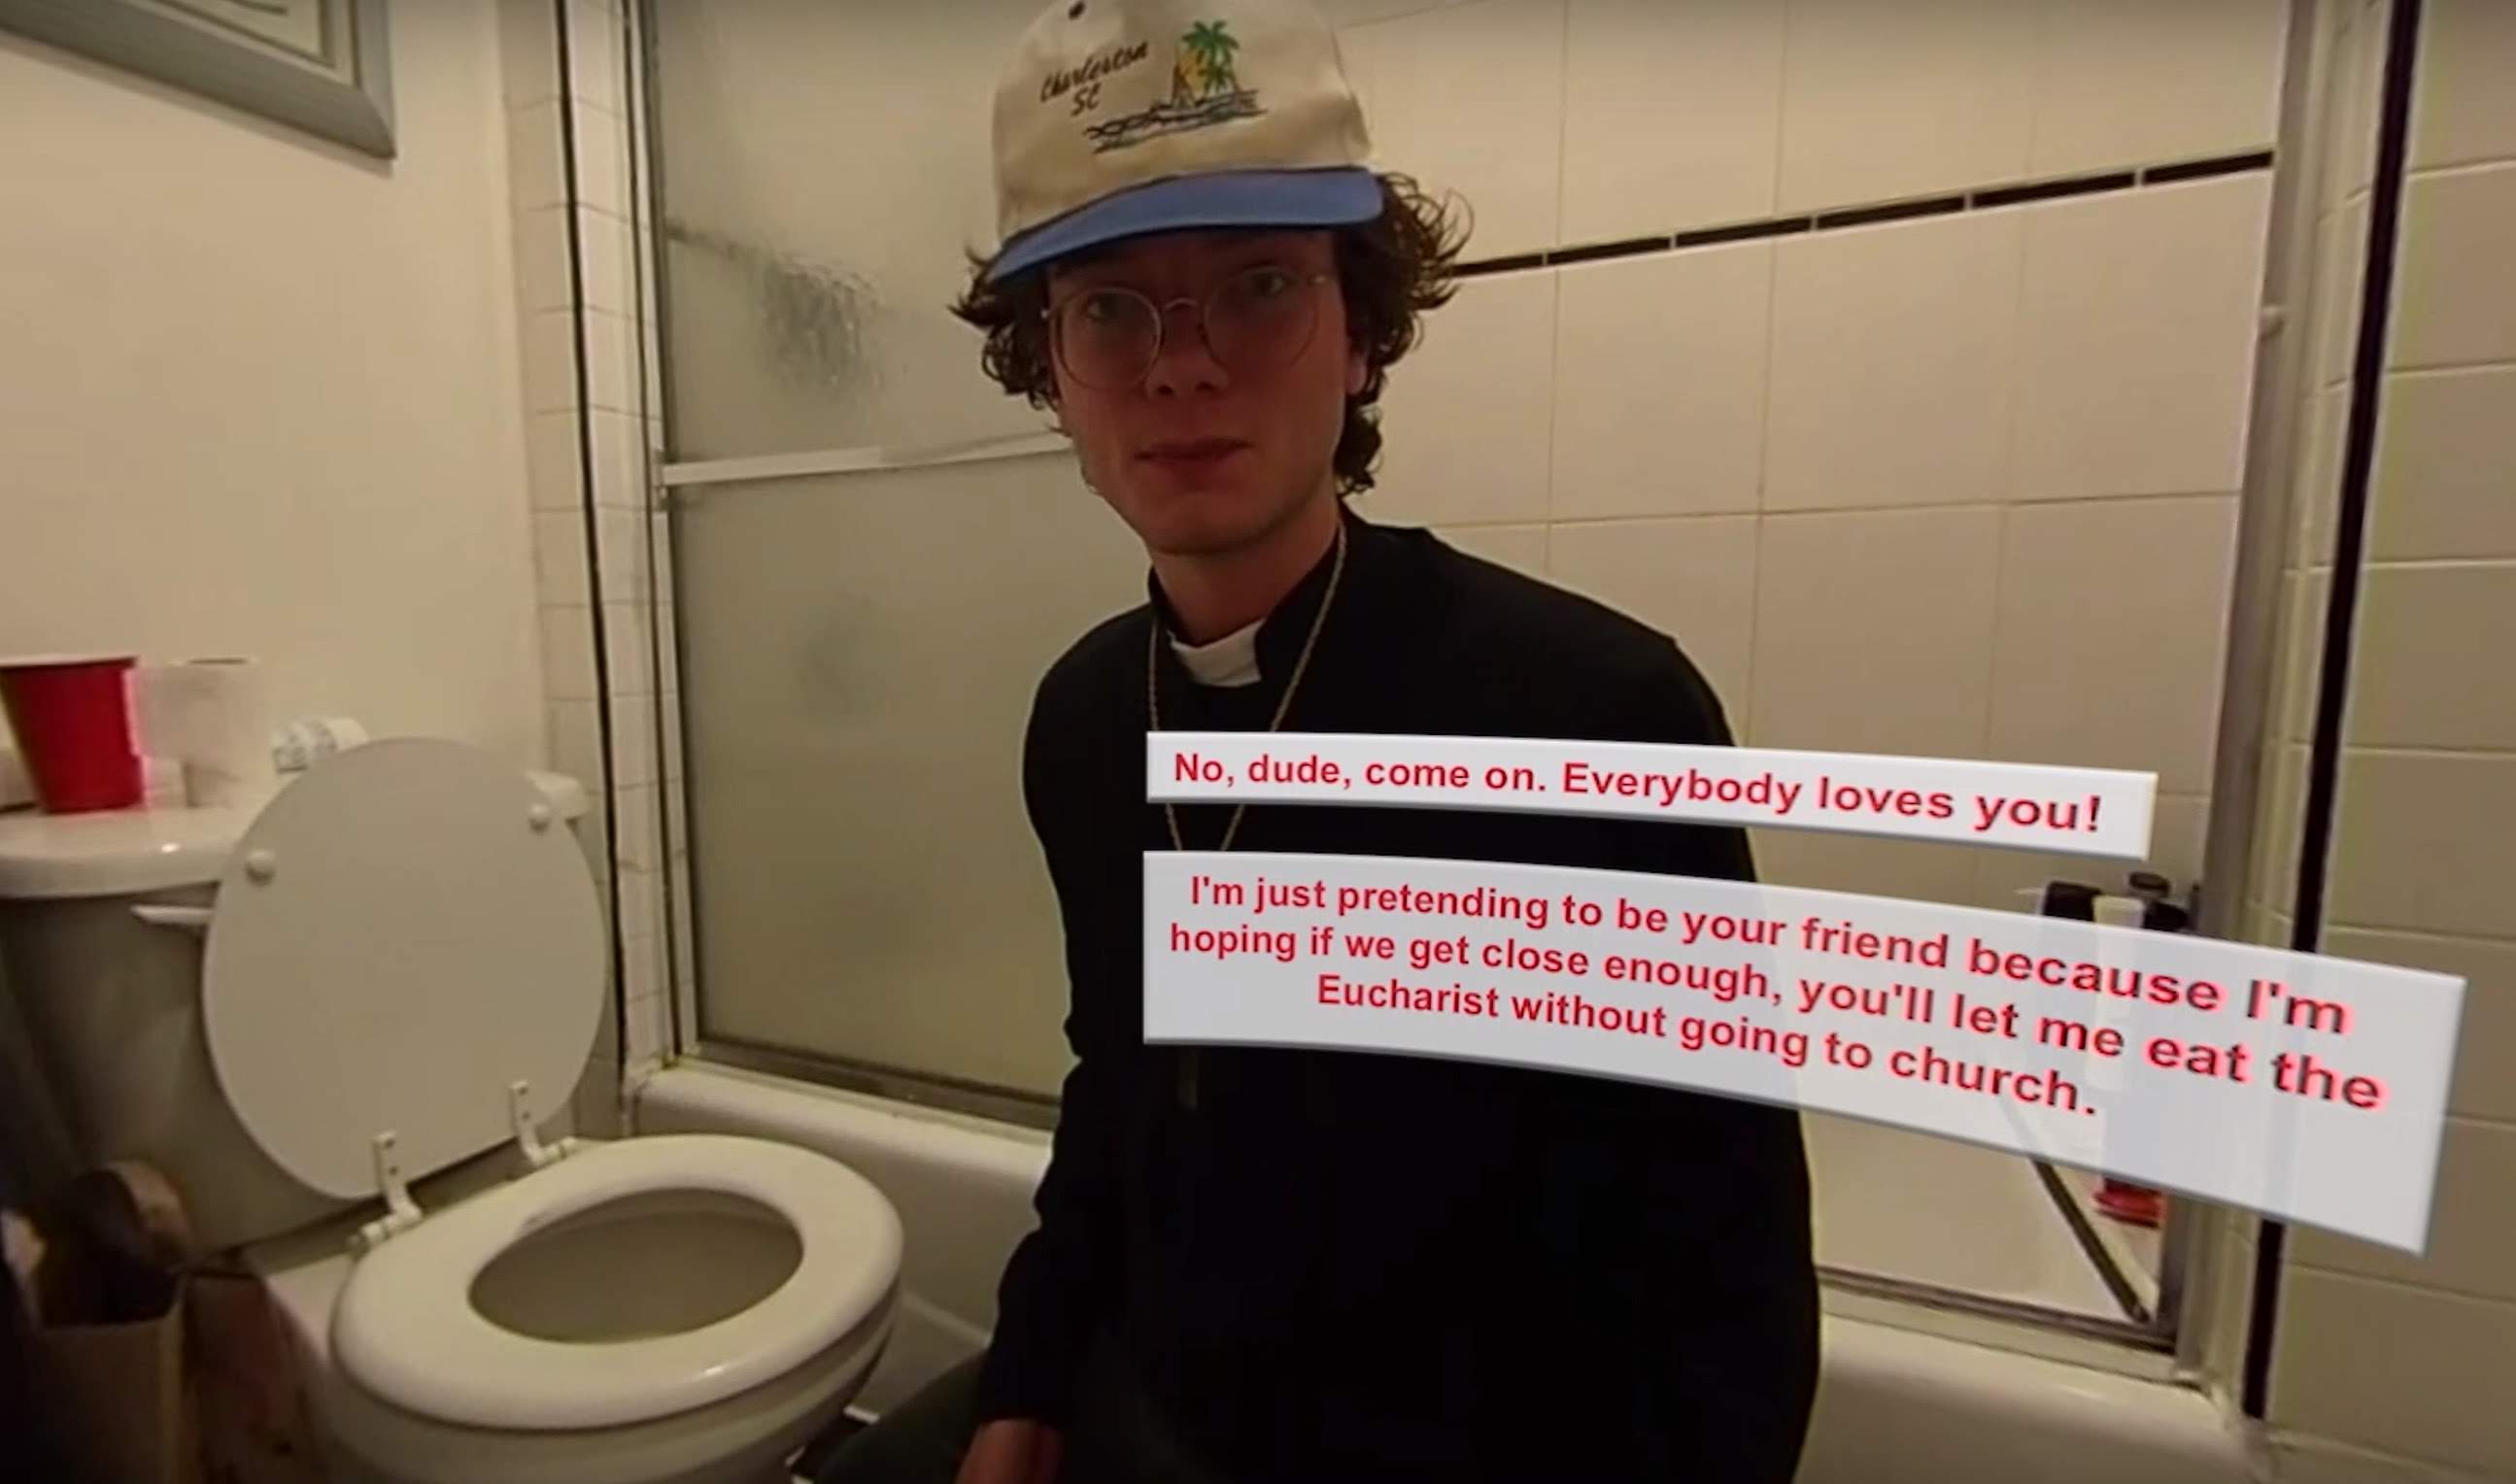 Charleston
SC
No, dude, come on. Everybody loves you!
I'm just pretending to be your friend because I'm
hoping if we get close enough, you'll let me eat the
Eucharist without going to church.